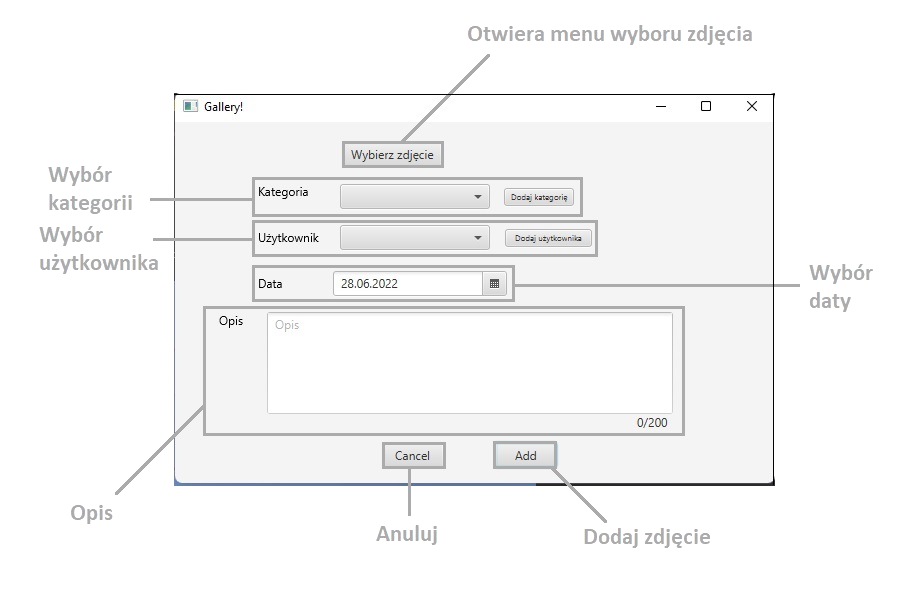 Otwiera menu wyboru zdjęcia
Gallery!
Wybierz zdjęcie
Wybór
kategorii
Kategoria
Dodaj kategorię
Wybór
użytkownika
Użytkownik
Dodaj użytkownika
Data
28.06.2022
Wybór
daty
Opis
Opis
0/200
Cancel
Add
Opis
Anuluj
Dodaj zdjęcie